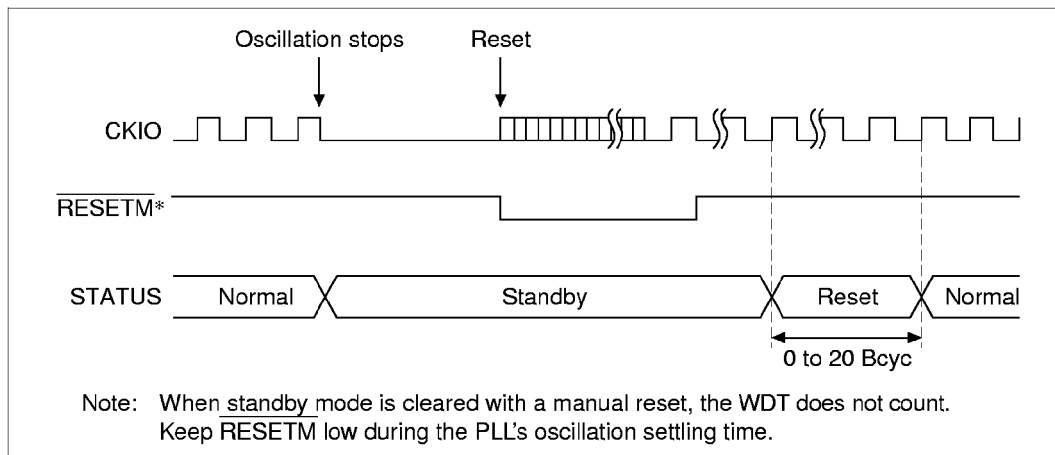 Oscillation stops Reset
CKIO
RESETM*
STATUS Normal Standby Reset Normal
0 to 20 Bcyc
Note: When standby mode is cleared with a manual reset, the WDT does not count.
Keep RESETM low during the PLL's oscillation settling time.